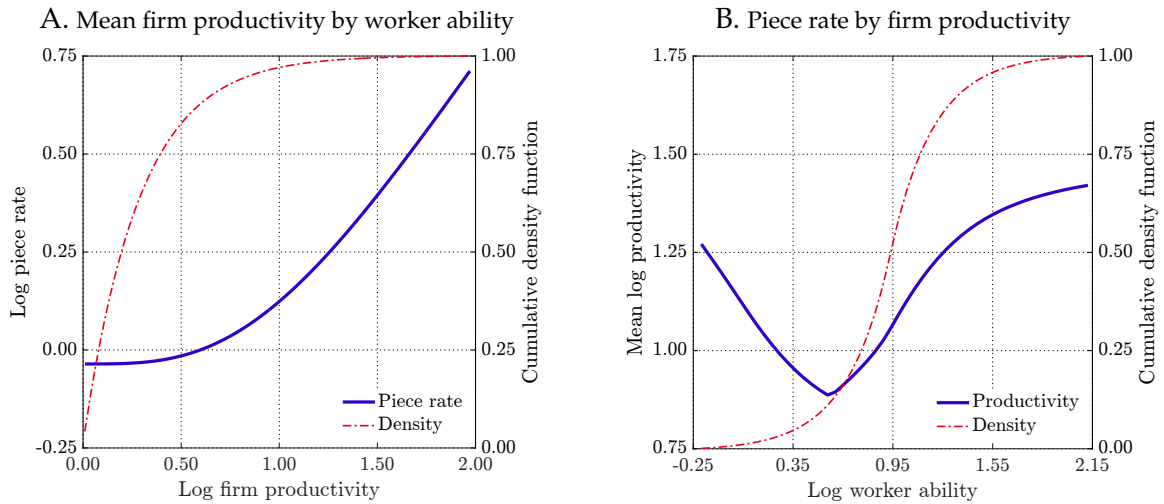 A. Mean firm productivity by worker ability
0.75
0.50
0.25
0.00
-0.25
Log piece rate
1.00
0.75
0.50
0.25
0.00
Cumulative density function
Piece rate
Density
0.00 0.50 1.00 1.50 2.00
Log firm productivity
B. Piece rate by firm productivity
1.75
1.50
1.25
1.00
0.75
Mean log productivity
1.00
0.75
0.50
0.25
0.00
Cumulative density function
Productivity
Density
-0.25 0.35 0.95 1.55 2.15
Log worker ability